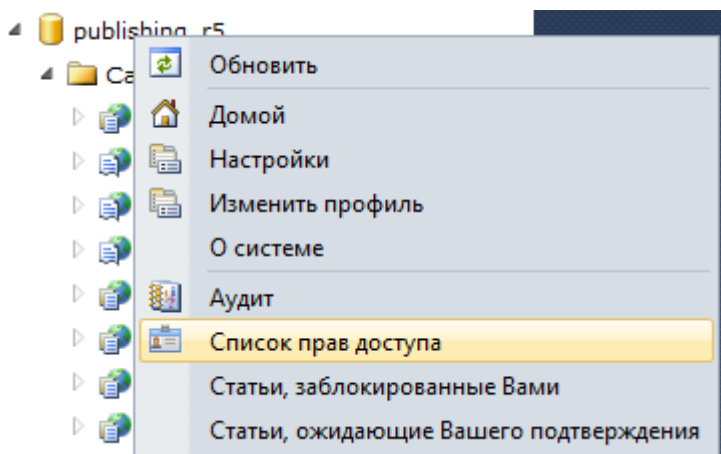 publishing_r5
Обновить
Домой
Настройки
Изменить профиль
О системе
Аудит
Список прав доступа
Статьи, заблокированные Вами
Статьи, ожидающие Вашего подтверждения